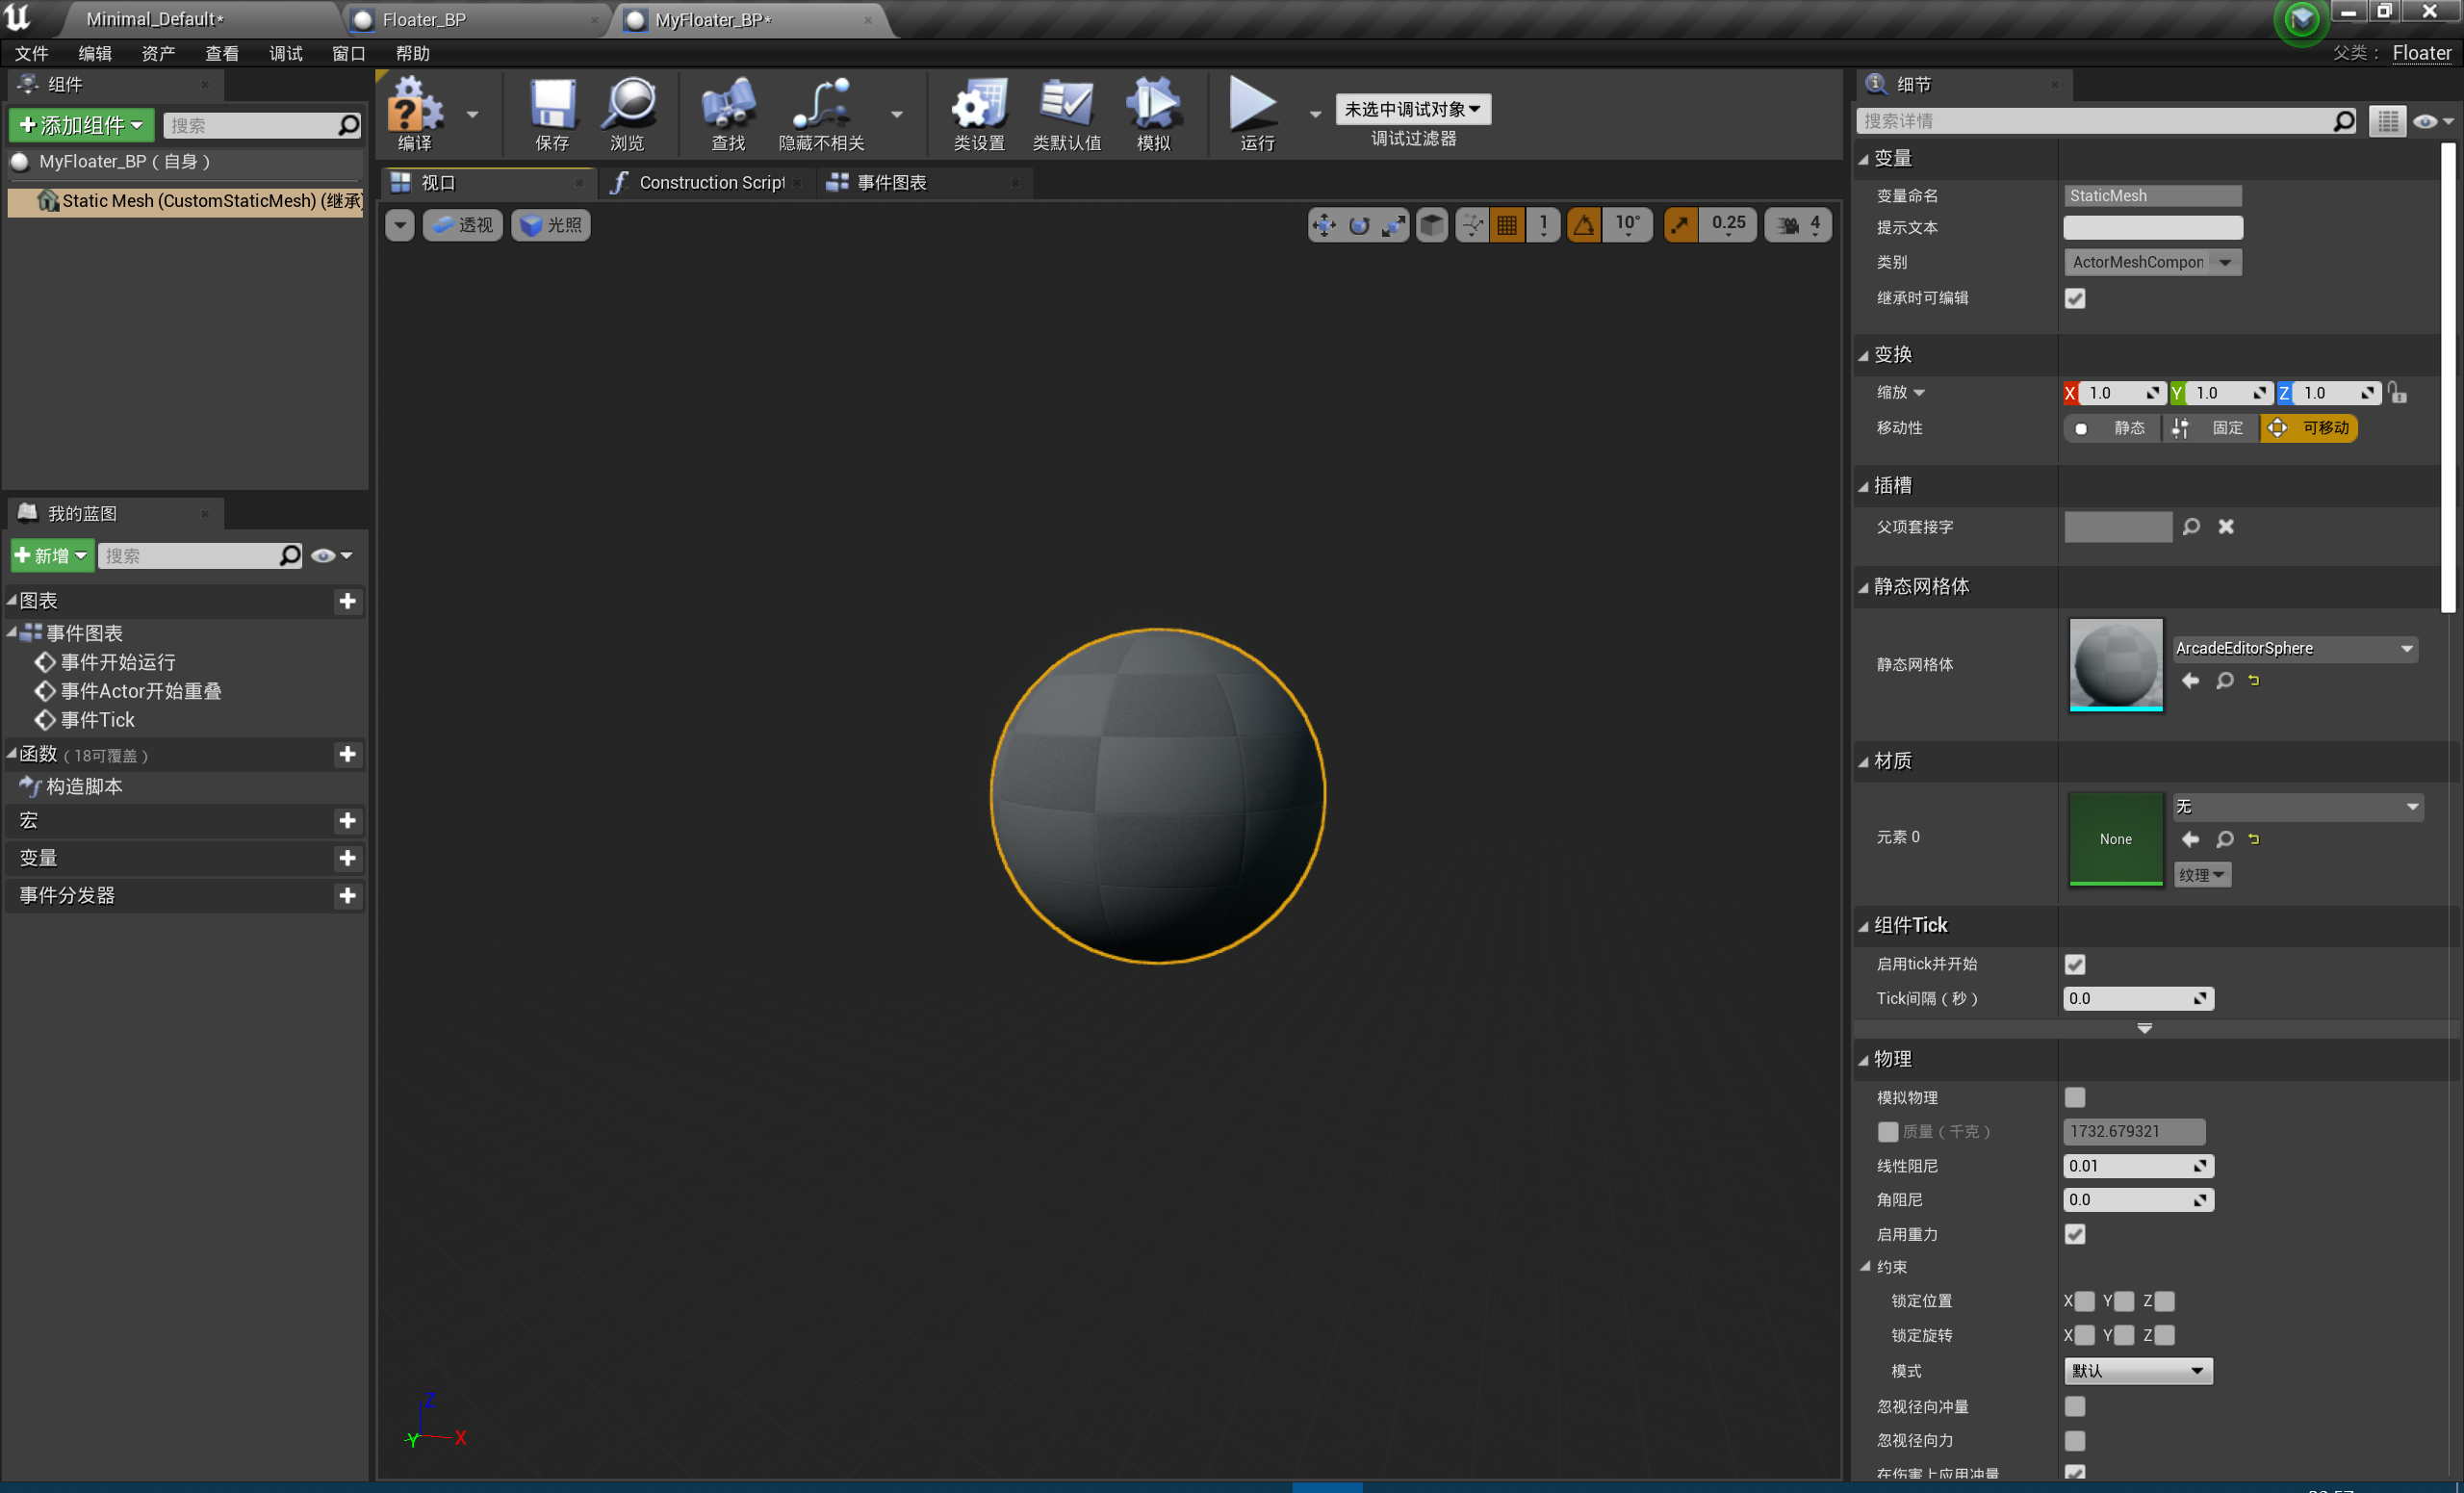 Minimal_Default*
Floater_BP
MyFloater_BP*
文件 编辑 资产 查看 调试 窗口 帮助
父类： Floater
组件
添加组件
搜索
MyFloater_BP（自身）
Static Mesh (CustomStaticMesh) (继承)
我的蓝图
新增
搜索
图表
事件图表
事件开始运行
事件Actor开始重叠
事件Tick
函数（18可覆盖）
构造脚本
宏
变量
事件分发器
编译
保存
浏览
查找
隐藏不相关
类设置
类默认值
模拟
运行
未选中调试对象
调试过滤器
视口
Construction Script
事件图表
透视
光照
1
10°
0.25
4
Z
Y
X
细节
搜索详情
变量
变量命名 StaticMesh
提示文本
类别 ActorMeshCompon
继承时可编辑
变换
缩放 X 1.0 Y 1.0 Z 1.0
移动性 静态 固定 可移动
插槽
父项套接字
静态网格体
静态网格体 ArcadeEditorSphere
材质
元素 0 None 无
纹理
组件Tick
启用tick并开始
Tick间隔（秒） 0.0
物理
模拟物理
质量（千克） 1732.679321
线性阻尼 0.01
角阻尼 0.0
启用重力
约束
锁定位置 X Y Z
锁定旋转 X Y Z
模式 默认
忽视径向冲量
忽视径向力
在伤害上应用冲量